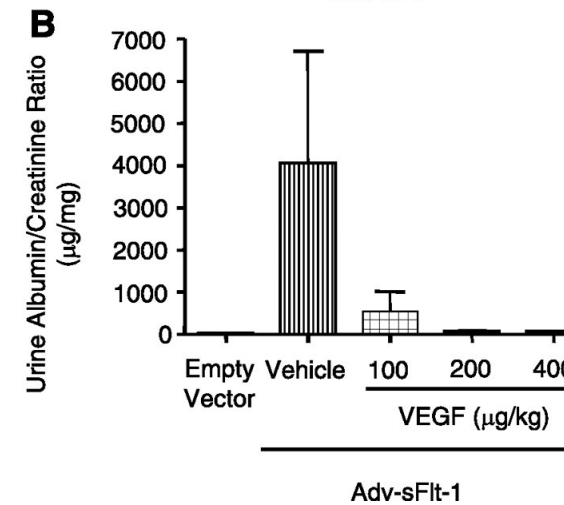 B
Urine Albumin/Creatinine Ratio
(µg/mg)
7000
6000
5000
4000
3000
2000
1000
0
Empty Vector
Vehicle
100
200
VEGF (µg/kg)
Adv-sFlt-1